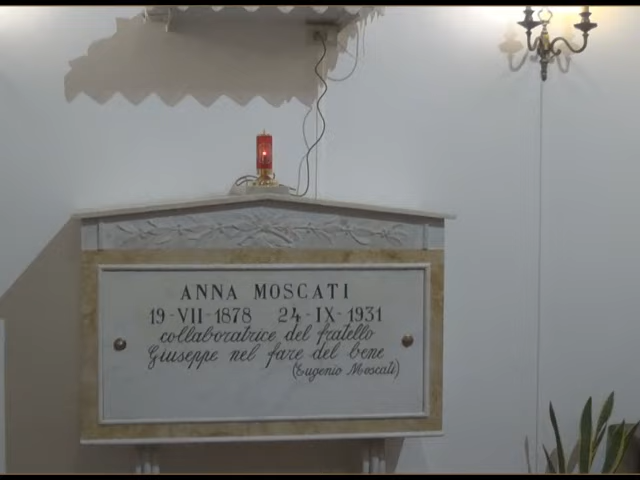 ANNA MOSCATI
19-VII-1878 24-IX-1931
collaboratrice del fratello
Giuseppe nel fare del bene
(Eugenio Moscati)